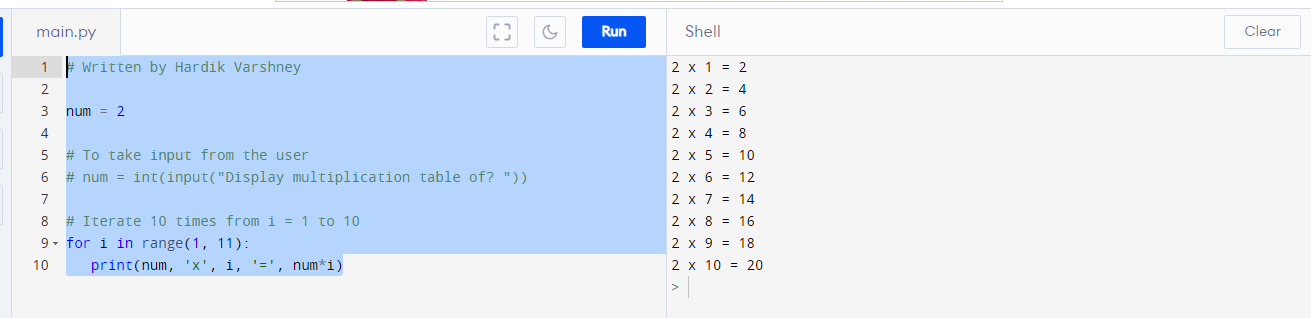 main.py
Run
Shell
Clear
1 # Written by Hardik Varshney
2
3 num = 2
4
5 # To take input from the user
6 # num = int(input("Display multiplication table of? "))
7
8 # Iterate 10 times from i = 1 to 10
9 for i in range(1, 11):
10    print(num, 'x', i, '=', num*i)
2 x 1 = 2
2 x 2 = 4
2 x 3 = 6
2 x 4 = 8
2 x 5 = 10
2 x 6 = 12
2 x 7 = 14
2 x 8 = 16
2 x 9 = 18
2 x 10 = 20
>